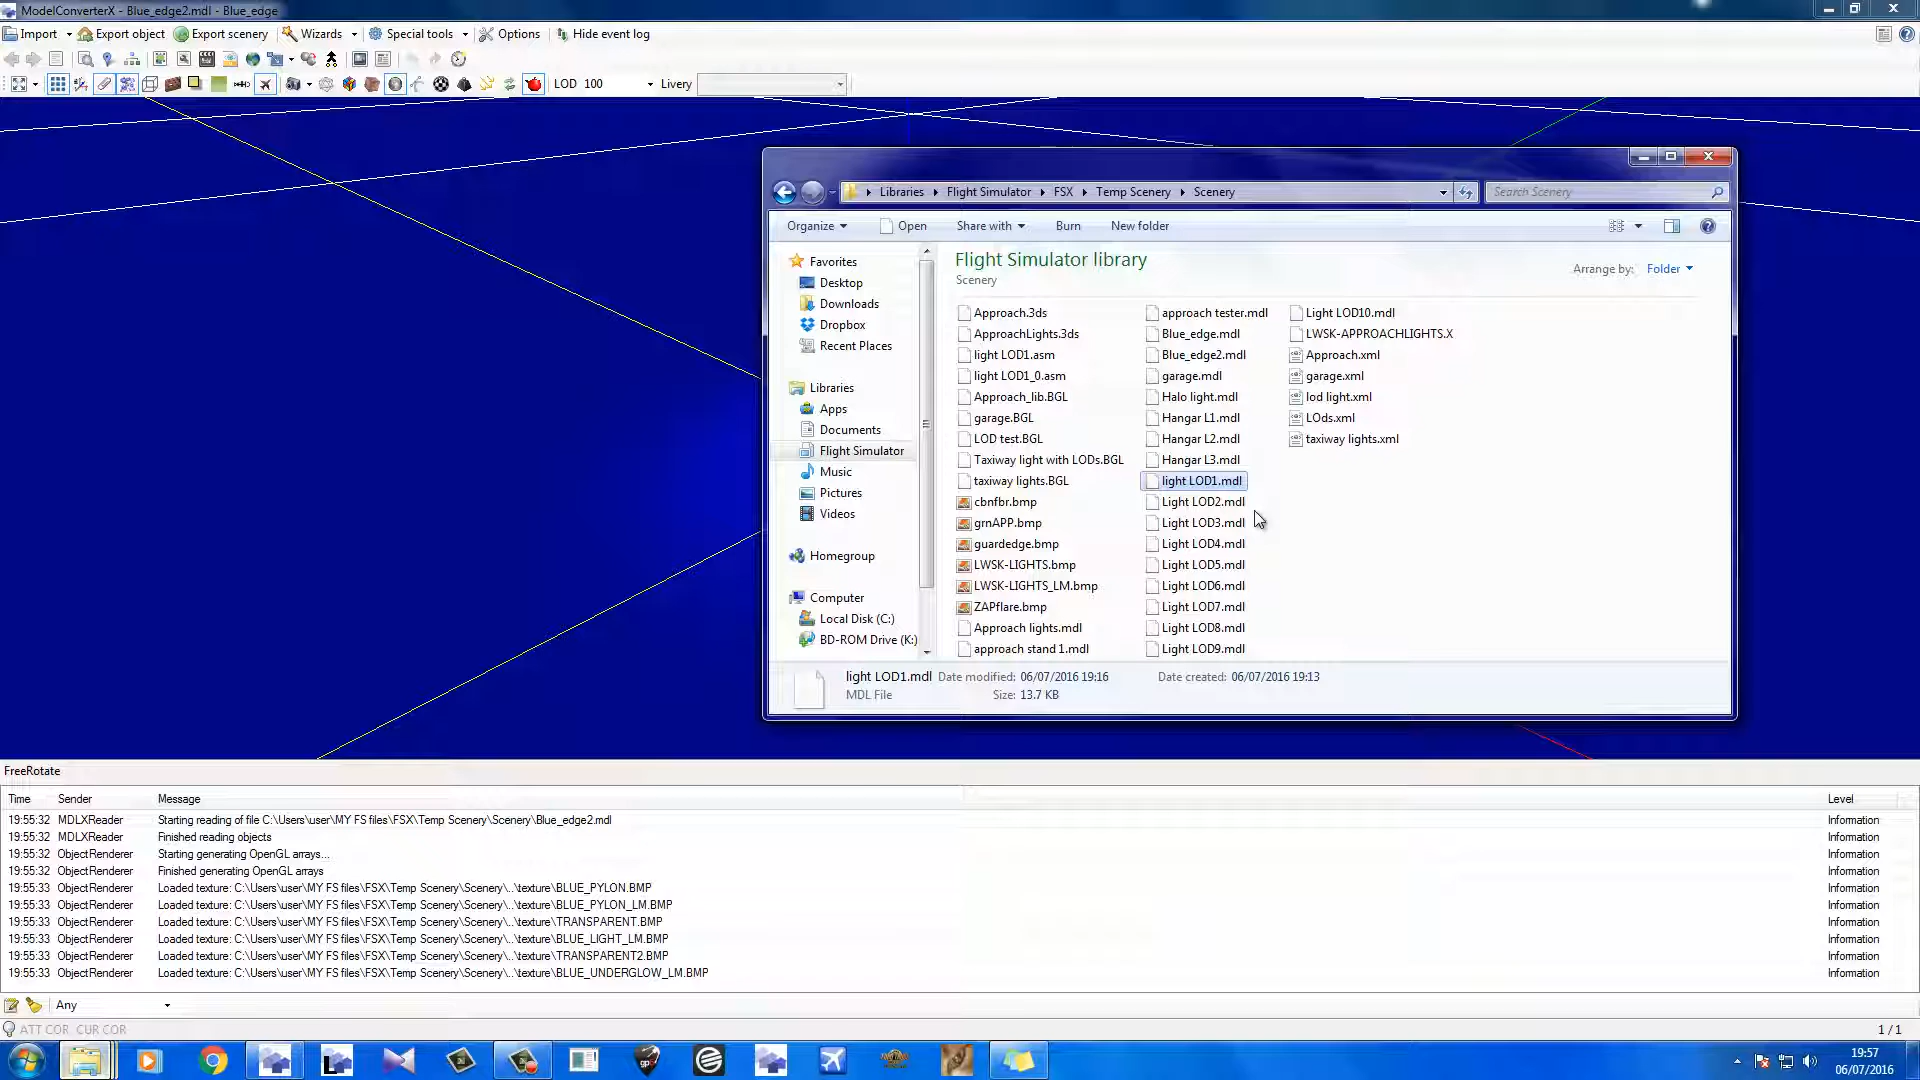 ModelConverterX - Blue_edge2.mdl - Blue_edge
Import Export object Export scenery Wizards Special tools Options Hide event log
LOD 100 Livery
Libraries Flight Simulator FSX Temp Scenery Scenery Search Scenery
Organize Open Share with Burn New folder
Favorites
Desktop
Downloads
Dropbox
Recent Places
Libraries
Apps
Documents
Flight Simulator
Music
Pictures
Videos
Homegroup
Computer
Local Disk (C:)
BD-ROM Drive (K:)
Flight Simulator library
Scenery
Arrange by: Folder
Approach.3ds
ApproachLights.3ds
light LOD1.asm
light LOD1_0.asm
Approach_lib.BGL
garage.BGL
LOD test.BGL
Taxiway light with LODs.BGL
taxiway lights.BGL
cbnfbr.bmp
grnAPP.bmp
guardedge.bmp
LWSK-LIGHTS.bmp
LWSK-LIGHTS_LM.bmp
ZAPflare.bmp
Approach lights.mdl
approach stand 1.mdl
approach tester.mdl
Blue_edge.mdl
Blue_edge2.mdl
garage.mdl
Halo light.mdl
Hangar L1.mdl
Hangar L2.mdl
Hangar L3.mdl
light LOD1.mdl
Light LOD2.mdl
Light LOD3.mdl
Light LOD4.mdl
Light LOD5.mdl
Light LOD6.mdl
Light LOD7.mdl
Light LOD8.mdl
Light LOD9.mdl
Light LOD10.mdl
LWSK-APPROACHLIGHTS.X
Approach.xml
garage.xml
lod light.xml
LOds.xml
taxiway lights.xml
light LOD1.mdl Date modified: 06/07/2016 19:16 Date created: 06/07/2016 19:13
MDL File Size: 13.7 KB
FreeRotate
Time Sender Message Level
19:55:32 MDLXReader Starting reading of file C:\Users\user\MY FS files\FSX\Temp Scenery\Scenery\Blue_edge2.mdl Information
19:55:32 MDLXReader Finished reading objects Information
19:55:32 ObjectRenderer Starting generating OpenGL arrays... Information
19:55:32 ObjectRenderer Finished generating OpenGL arrays Information
19:55:33 ObjectRenderer Loaded texture: C:\Users\user\MY FS files\FSX\Temp Scenery\Scenery\..\texture\BLUE_PYLON.BMP Information
19:55:33 ObjectRenderer Loaded texture: C:\Users\user\MY FS files\FSX\Temp Scenery\Scenery\..\texture\BLUE_PYLON_LM.BMP Information
19:55:33 ObjectRenderer Loaded texture: C:\Users\user\MY FS files\FSX\Temp Scenery\Scenery\..\texture\TRANSPARENT.BMP Information
19:55:33 ObjectRenderer Loaded texture: C:\Users\user\MY FS files\FSX\Temp Scenery\Scenery\..\texture\BLUE_LIGHT_LM.BMP Information
19:55:33 ObjectRenderer Loaded texture: C:\Users\user\MY FS files\FSX\Temp Scenery\Scenery\..\texture\TRANSPARENT2.BMP Information
19:55:33 ObjectRenderer Loaded texture: C:\Users\user\MY FS files\FSX\Temp Scenery\Scenery\..\texture\BLUE_UNDERGLOW_LM.BMP Information
Any
ATT COR CUR COR 1 / 1
19:57
06/07/2016